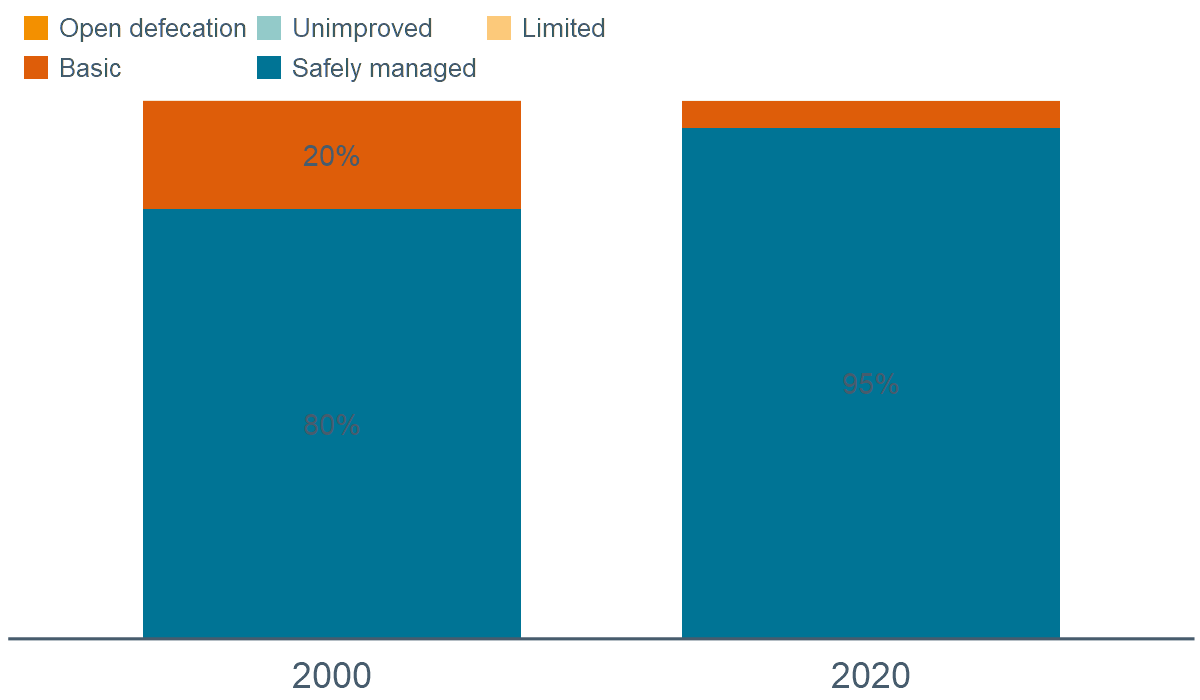 Open defecation Unimproved Limited
Basic Safely managed
20%
95%
80%
2000 2020